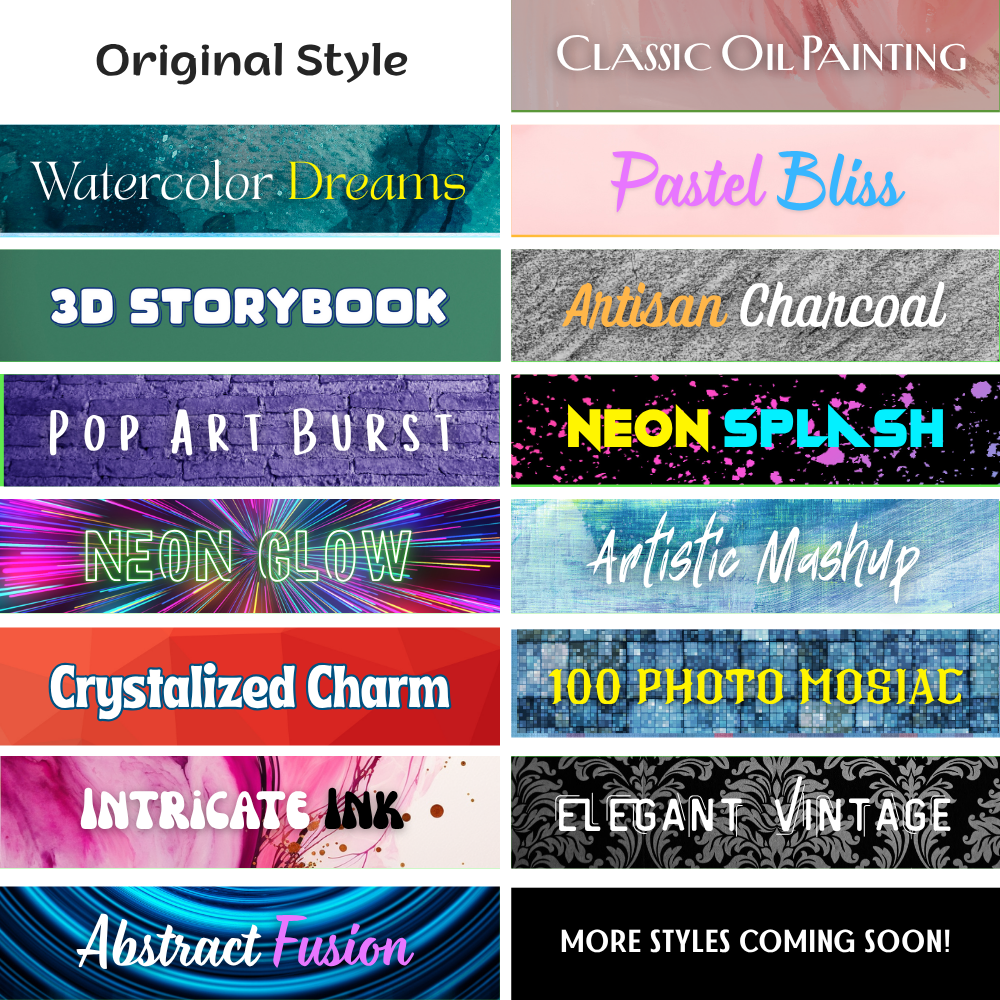 Original Style
Classic Oil Painting
Watercolor Dreams
Pastel Bliss
3D STORYBOOK
Artisan Charcoal
Pop Art Burst
NEON SPLASH
NEON GLOW
Artistic Mashup
Crystalized Charm
100 PHOTO MOSIAC
Intricate Ink
Elegant Vintage
Abstract Fusion
MORE STYLES COMING SOON!